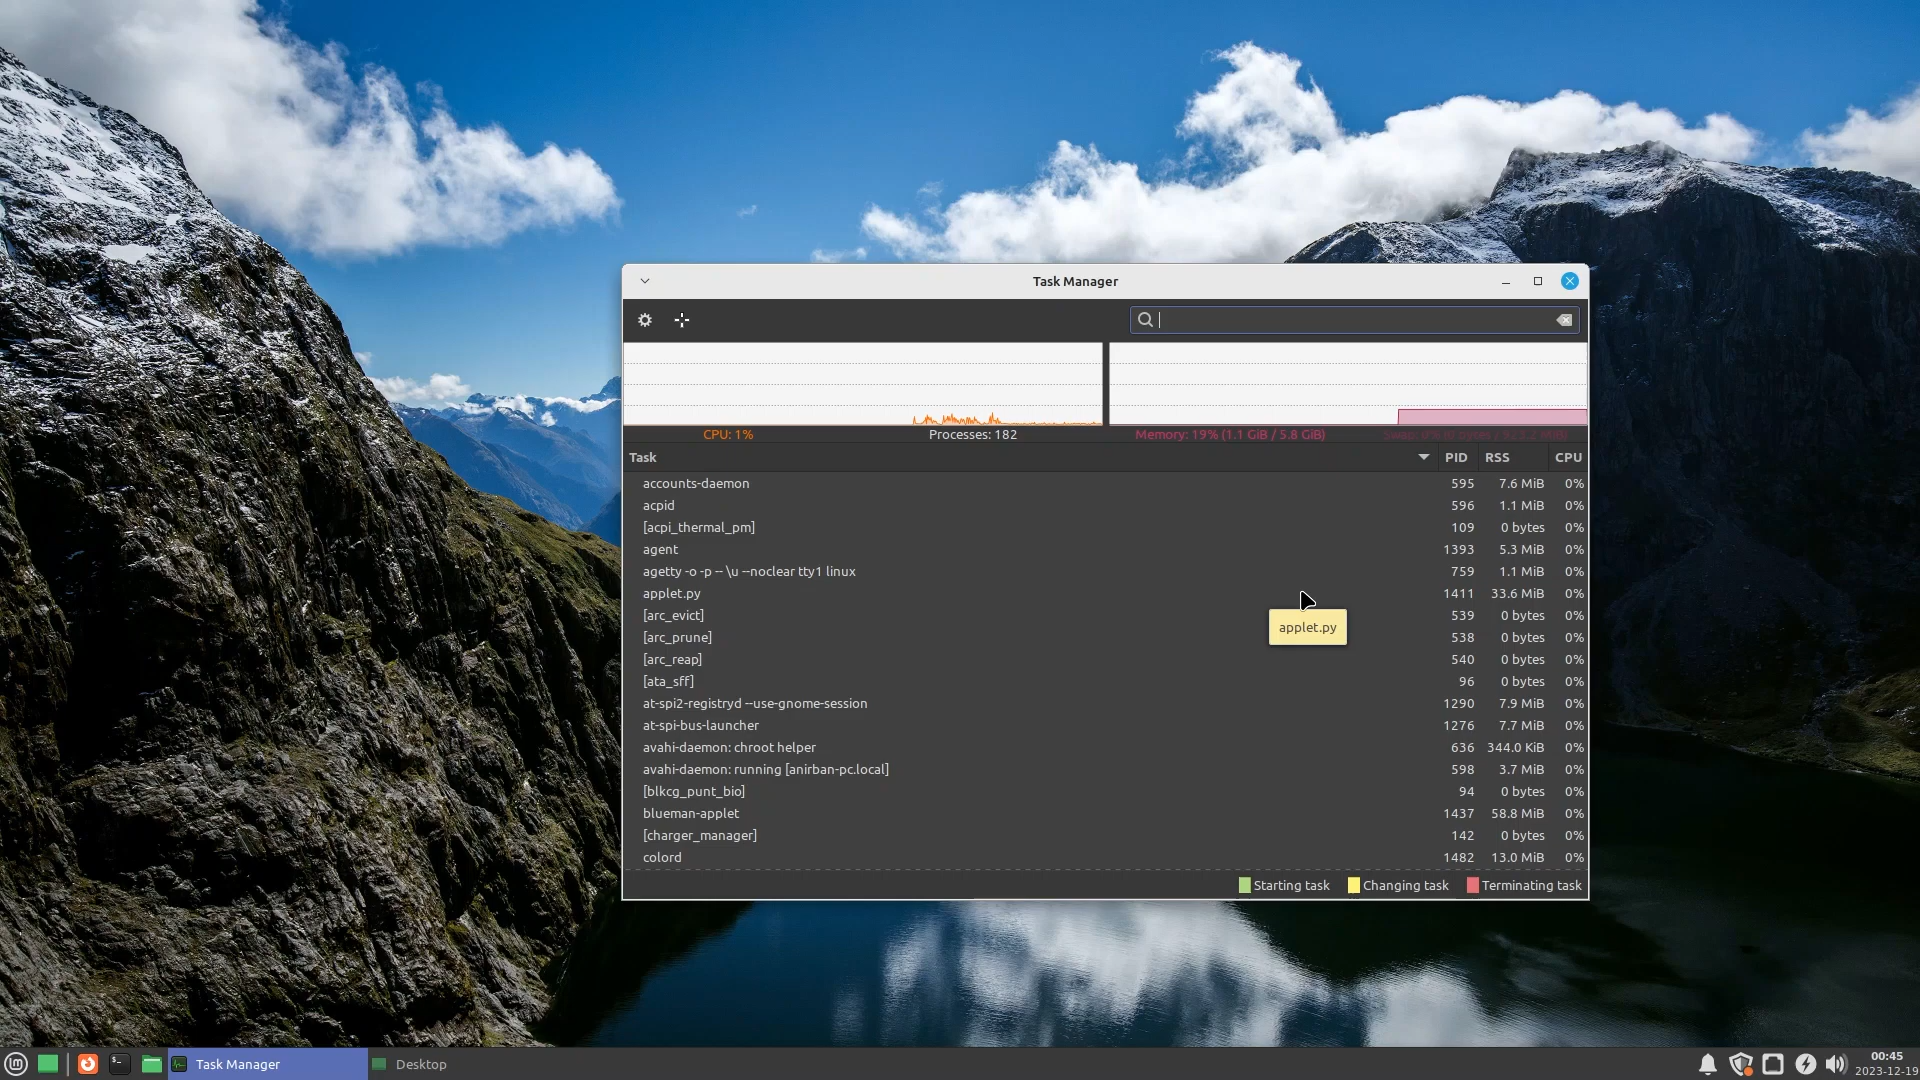 Task Manager
CPU: 1%
Processes: 182
Memory: 19% (1.1 GiB / 5.8 GiB)
Task PID RSS CPU
accounts-daemon 595 7.6 MiB 0%
acpid 596 1.1 MiB 0%
[acpi_thermal_pm] 109 0 bytes 0%
agent 1393 5.3 MiB 0%
agetty -o -p -- \u --noclear tty1 linux 759 1.1 MiB 0%
applet.py 1411 33.6 MiB 0%
[arc_evict] 539 0 bytes 0%
applet.py
[arc_prune] 538 0 bytes 0%
[arc_reap] 540 0 bytes 0%
[ata_sff] 96 0 bytes 0%
at-spi2-registryd --use-gnome-session 1290 7.9 MiB 0%
at-spi-bus-launcher 1276 7.7 MiB 0%
avahi-daemon: chroot helper 636 344.0 KiB 0%
avahi-daemon: running [anirban-pc.local] 598 3.7 MiB 0%
[blkcg_punt_bio] 94 0 bytes 0%
blueman-applet 1437 58.8 MiB 0%
[charger_manager] 142 0 bytes 0%
colord 1482 13.0 MiB 0%
Starting task Changing task Terminating task
Task Manager
Desktop
00:45
2023-12-19